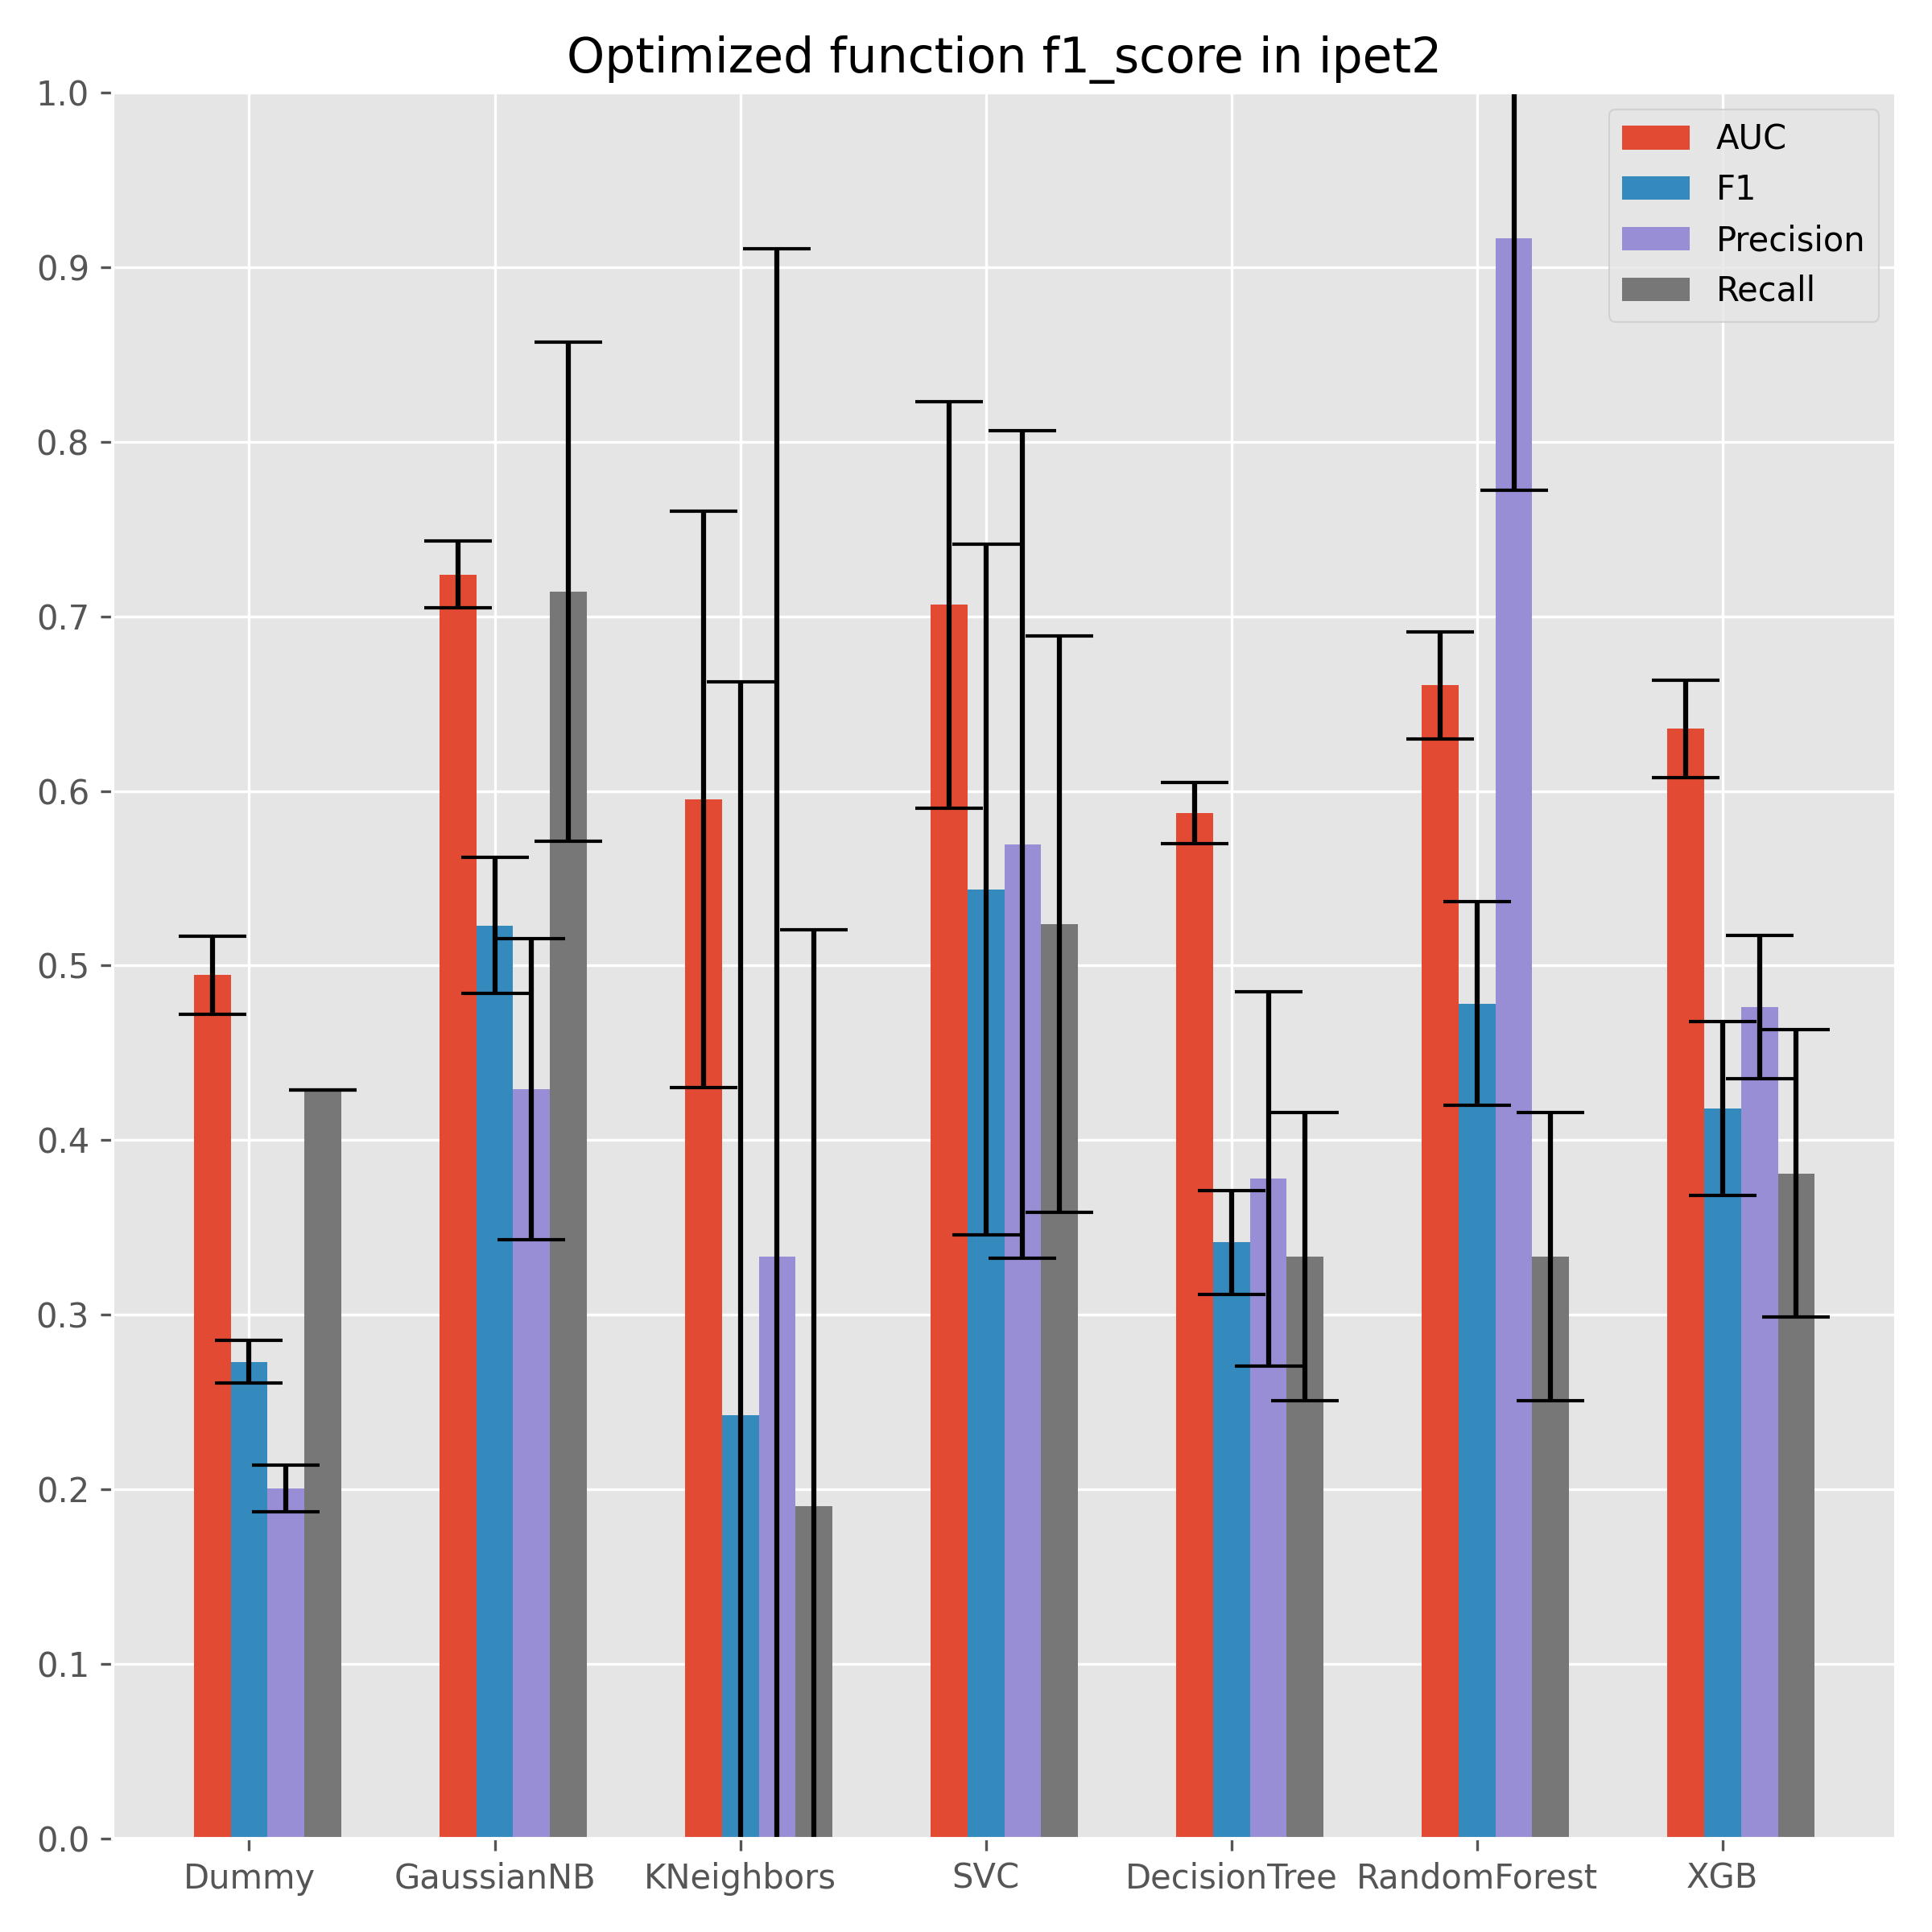 Optimized function f1_score in ipet2
1.0
0.9
0.8
0.7
0.6
0.5
0.4
0.3
0.2
0.1
0.0
AUC
F1
Precision
Recall
Dummy GaussianNB KNeighbors SVC DecisionTree RandomForest XGB